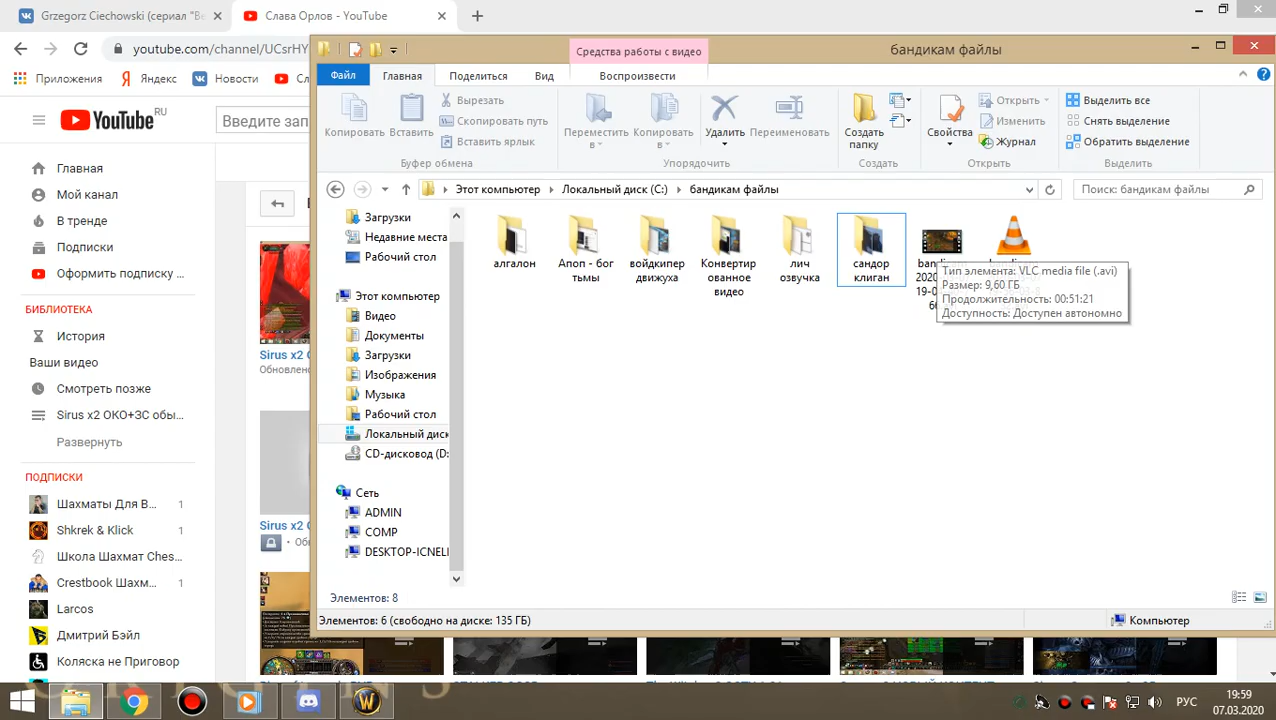 Grzegorz Ciechowski (сериал "Ве
Слава Орлов - YouTube
youtube.com/channel/UCsrHY
Приложения
Яндекс
Новости
YouTube
RU
Введите зап
Главная
Мой канал
В тренде
Подписки
Оформить подписку ...
БИБЛИОТЕКА
История
Ваши видео
Смотреть позже
Sirus x2 ОКО+ЗС обы...
Развернуть
ПОДПИСКИ
Шахматы Для В... 1
Shkrek & Klick 1
Школа Шахмат Ches...
Crestbook Шахм... 1
Larcos
Дмитрий Бэйл
Коляска не Приговор
Sirus x2 О
Обновлено
Sirus x2 О
Средства работы с видео
бандикам файлы
Файл
Главная
Поделиться
Вид
Воспроизвести
Копировать
Вставить
Вырезать
Скопировать путь
Вставить ярлык
Буфер обмена
Переместить в
Копировать в
Удалить
Переименовать
Упорядочить
Создать папку
Создать
Свойства
Открыть
Изменить
Журнал
Открыть
Выделить все
Снять выделение
Обратить выделение
Выделить
Этот компьютер
Локальный диск (C:)
бандикам файлы
Поиск: бандикам файлы
Загрузки
Недавние места
Рабочий стол
Этот компьютер
Видео
Документы
Загрузки
Изображения
Музыка
Рабочий стол
Локальный диск
CD-дисковод (D:
Сеть
ADMIN
COMP
DESKTOP-ICNELI
алгалон
Апоп - бог тьмы
войдкипер движуха
Конвертированное видео
лич озвучка
сандор клиган
Тип элемента: VLC media file (.avi)
Размер: 9,60 ГБ
Продолжительность: 00:51:21
Доступность: Доступен автономно
Элементов: 8
Элементов: 6 (свободно на диске: 135 ГБ)
Компьютер
РУС
19:59
07.03.2020